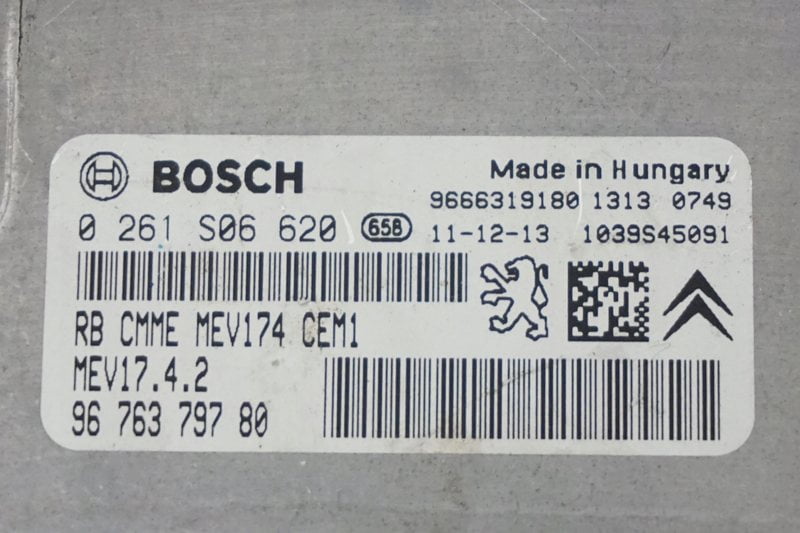 BOSCH
Made in Hungary
9666319180 1313 0749
0 261 S06 620 658
11-12-13 1039S45091
RB CMME MEV174 CEM1
MEV17.4.2
96 763 797 80